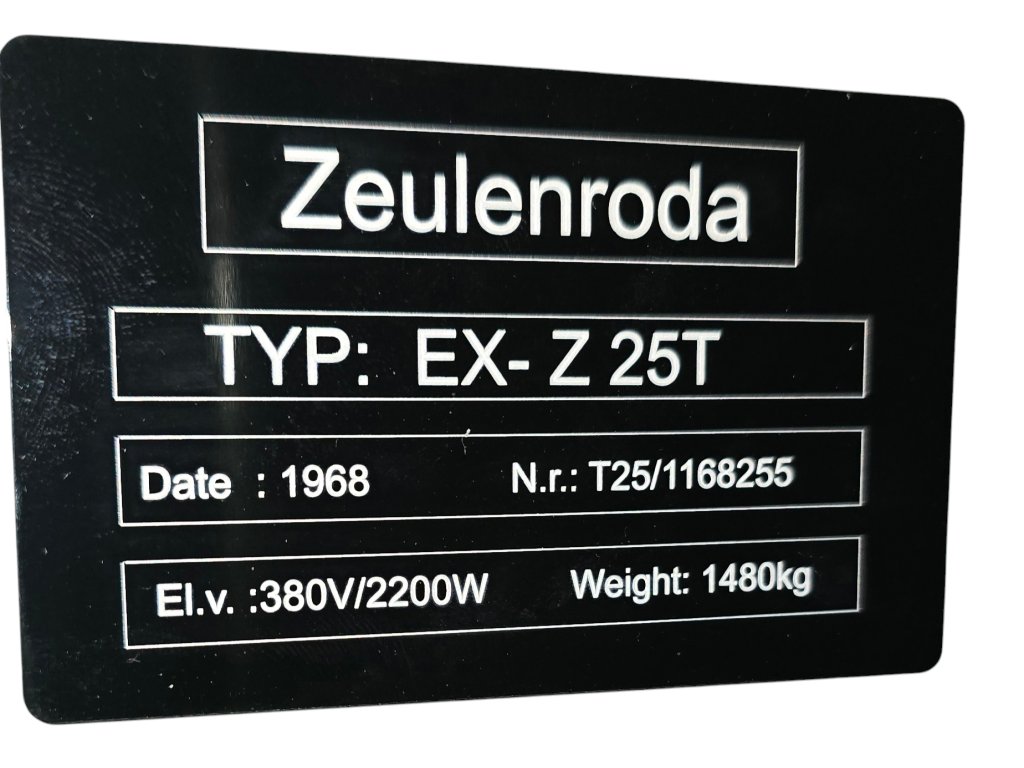 Zeulenroda
TYP: EX- Z 25T
Date : 1968 N.r.: T25/1168255
El.v. :380V/2200W Weight: 1480kg